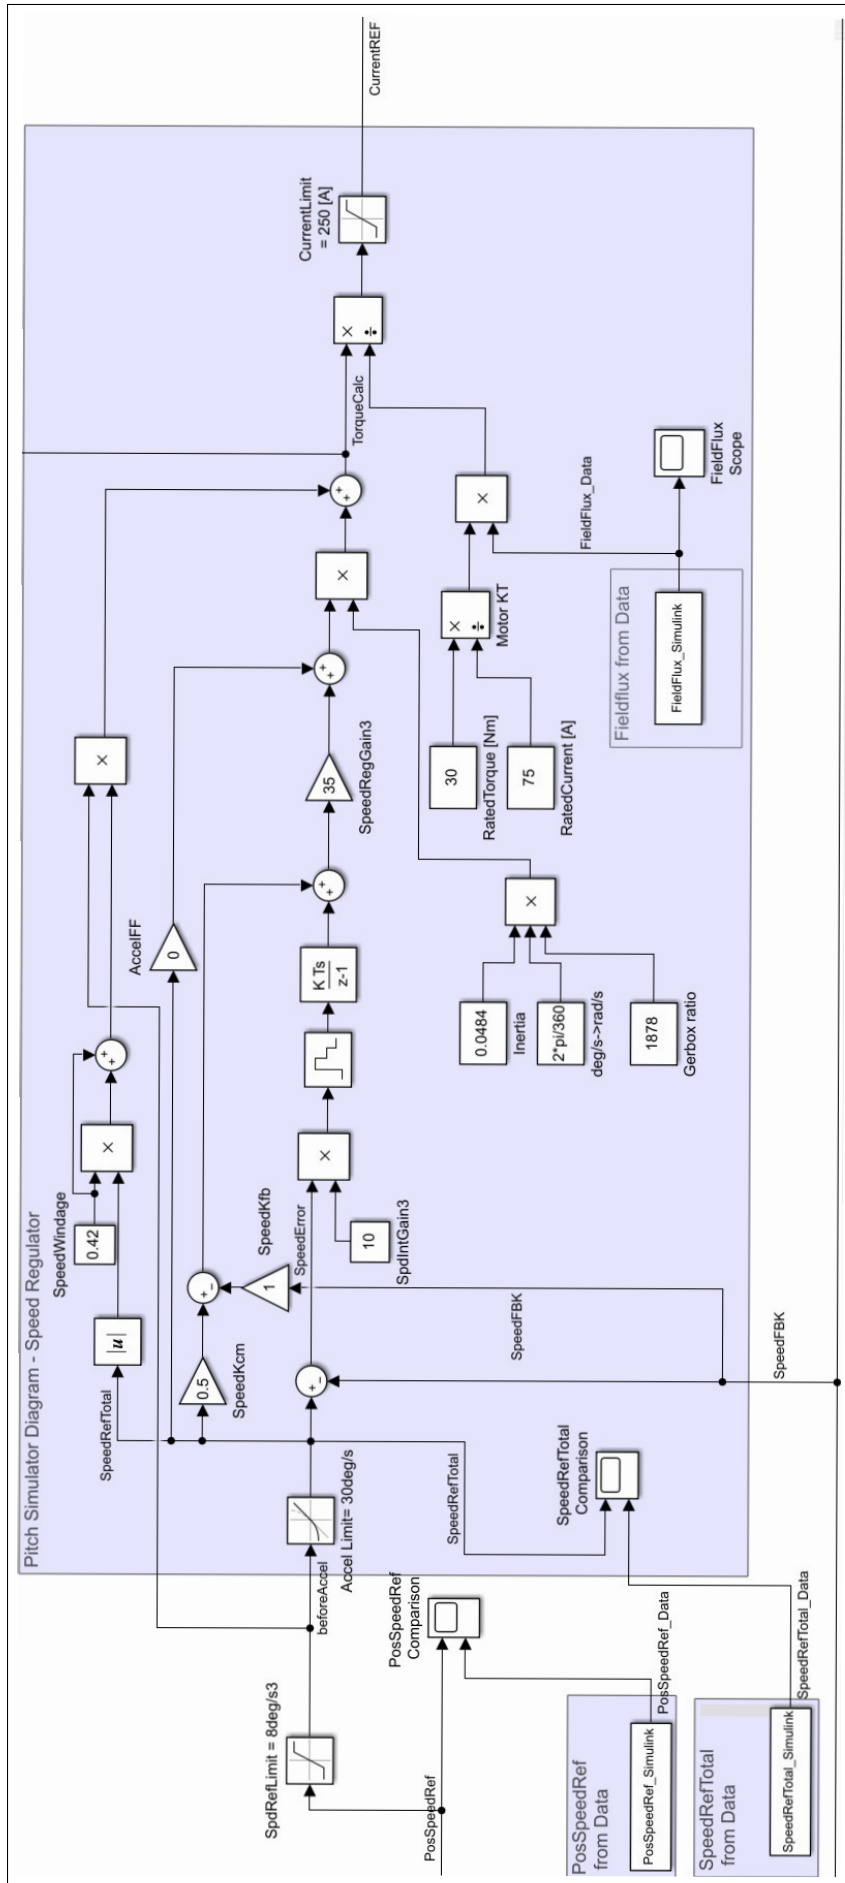 Pitch Simulator Diagram - Speed Regulator
SpeedRefTotal
|u|
SpeedWindage
0.42
×
+
+
×
AccelFF
0
0.5
SpeedKcm
+
-
SpeedKfb
1
SpeedError
PosSpeedRef
SpdRefLimit = 8deg/s3
beforeAccel
Accel Limit= 30deg/s
+
-
10
SpdIntGain3
×
K Ts
z-1
+
+
35
SpeedRegGain3
+
+
×
+
+
TorqueCalc
×
÷
CurrentLimit
= 250 [A]
CurrentREF
0.0484
Inertia
2*pi/360
deg/s->rad/s
1878
Gerbox ratio
×
30
RatedTorque [Nm]
75
RatedCurrent [A]
×
÷
Motor KT
×
FieldFlux_Data
Fieldflux from Data
FieldFlux_Simulink
FieldFlux
Scope
SpeedFBK
SpeedFBK
SpeedRefTotal
SpeedRefTotal
Comparison
PosSpeedRef
Comparison
PosSpeedRef
from Data
PosSpeedRef_Simulink
PosSpeedRef_Data
SpeedRefTotal
from Data
SpeedRefTotal_Simulink
SpeedRefTotal_Data